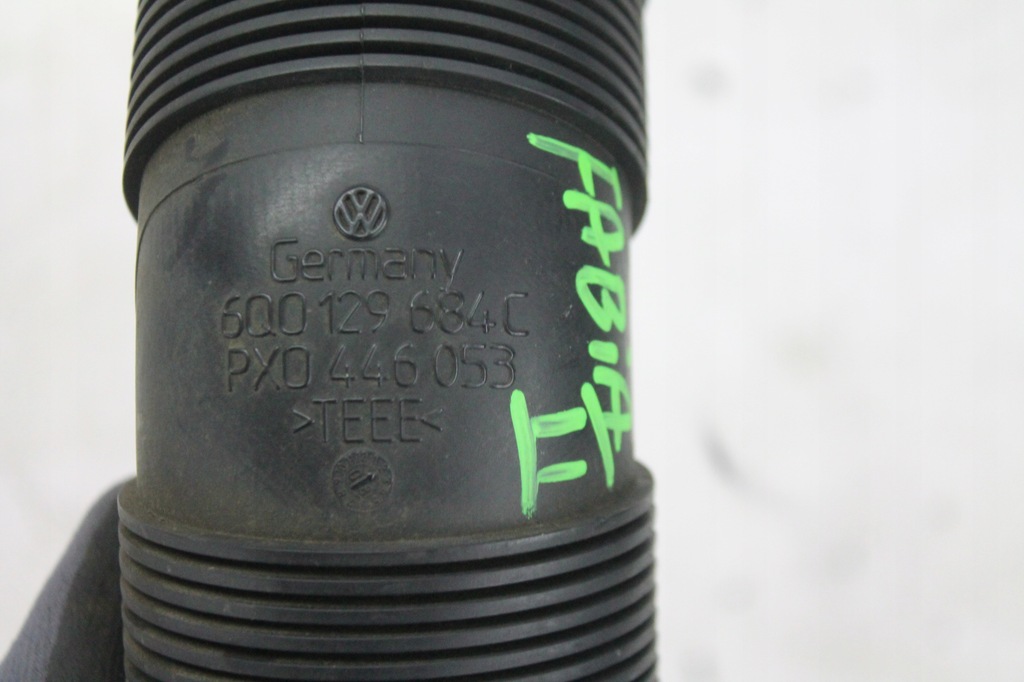 Germany
6Q0 129 684 C
PX0 446 053
>TEEE<
FABiA
II